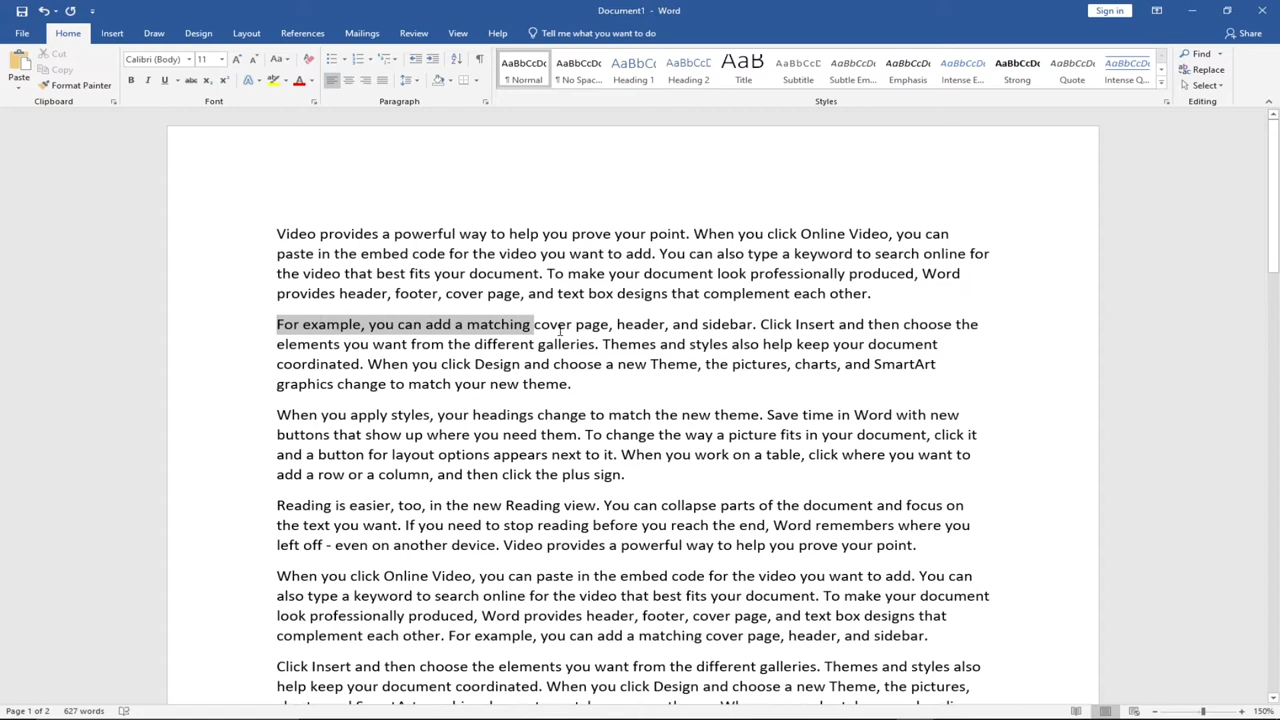 Document1 - Word
Sign in
File Home Insert Draw Design Layout References Mailings Review View Help Tell me what you want to do Share
Paste
Cut
Copy
Format Painter
Clipboard
Calibri (Body) 11
Font
Paragraph
AaBbCcDc AaBbCcDc AaBbCc AaBbCc AaB AaBbCcD AaBbCcDc AaBbCcDc AaBbCcDc AaBbCcDc AaBbCcDc AaBbCcDc
¶ Normal ¶ No Spac... Heading 1 Heading 2 Title Subtitle Subtle Em... Emphasis Intense E... Strong Quote Intense Q...
Styles
Find
Replace
Select
Editing
Video provides a powerful way to help you prove your point. When you click Online Video, you can
paste in the embed code for the video you want to add. You can also type a keyword to search online for
the video that best fits your document. To make your document look professionally produced, Word
provides header, footer, cover page, and text box designs that complement each other.
For example, you can add a matching cover page, header, and sidebar. Click Insert and then choose the
elements you want from the different galleries. Themes and styles also help keep your document
coordinated. When you click Design and choose a new Theme, the pictures, charts, and SmartArt
graphics change to match your new theme.
When you apply styles, your headings change to match the new theme. Save time in Word with new
buttons that show up where you need them. To change the way a picture fits in your document, click it
and a button for layout options appears next to it. When you work on a table, click where you want to
add a row or a column, and then click the plus sign.
Reading is easier, too, in the new Reading view. You can collapse parts of the document and focus on
the text you want. If you need to stop reading before you reach the end, Word remembers where you
left off - even on another device. Video provides a powerful way to help you prove your point.
When you click Online Video, you can paste in the embed code for the video you want to add. You can
also type a keyword to search online for the video that best fits your document. To make your document
look professionally produced, Word provides header, footer, cover page, and text box designs that
complement each other. For example, you can add a matching cover page, header, and sidebar.
Click Insert and then choose the elements you want from the different galleries. Themes and styles also
help keep your document coordinated. When you click Design and choose a new Theme, the pictures,
Page 1 of 2 627 words 150%